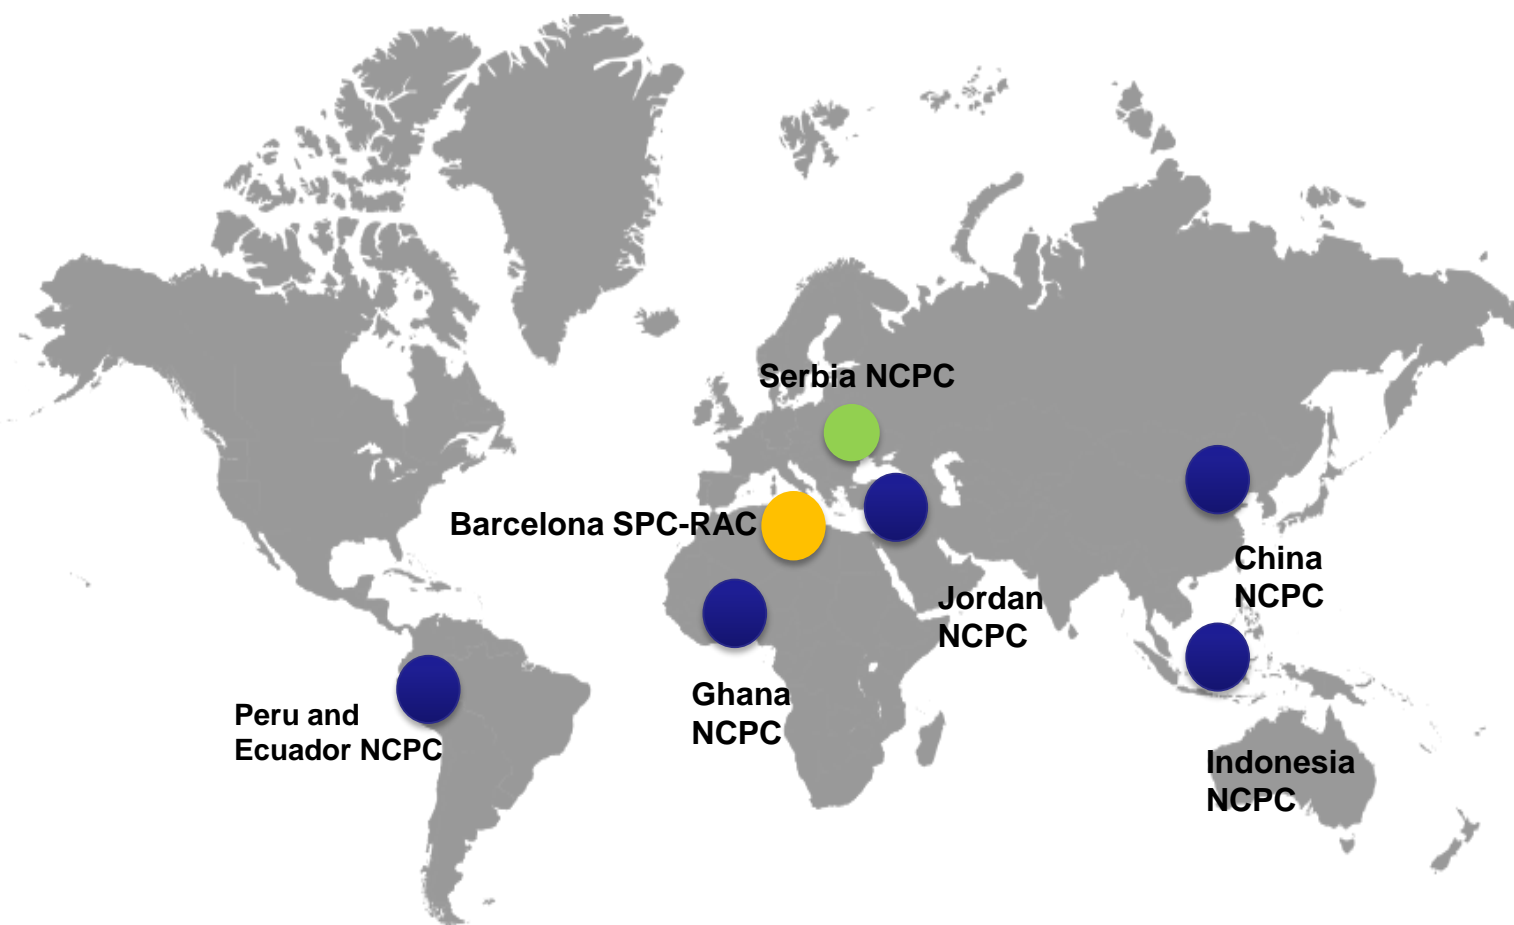 Serbia NCPC
Barcelona SPC-RAC
China
NCPC
Jordan
NCPC
Ghana
NCPC
Peru and
Ecuador NCPC
Indonesia
NCPC